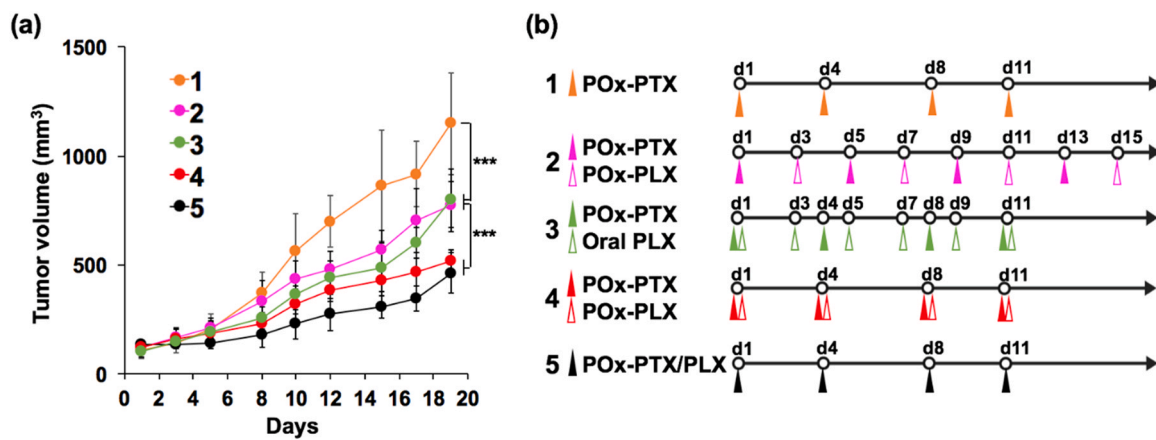 (a)
1500
1000
500
0
Tumor volume (mm³)
0 2 4 6 8 10 12 14 16 18 20
Days
1
2
3
4
5
***
***
(b)
1 POx-PTX
d1 d4 d8 d11
2 POx-PTX
POx-PLX
d1 d3 d5 d7 d9 d11 d13 d15
3 POx-PTX
Oral PLX
d1 d3 d4 d5 d7 d8 d9 d11
4 POx-PTX
POx-PLX
d1 d4 d8 d11
5 POx-PTX/PLX
d1 d4 d8 d11